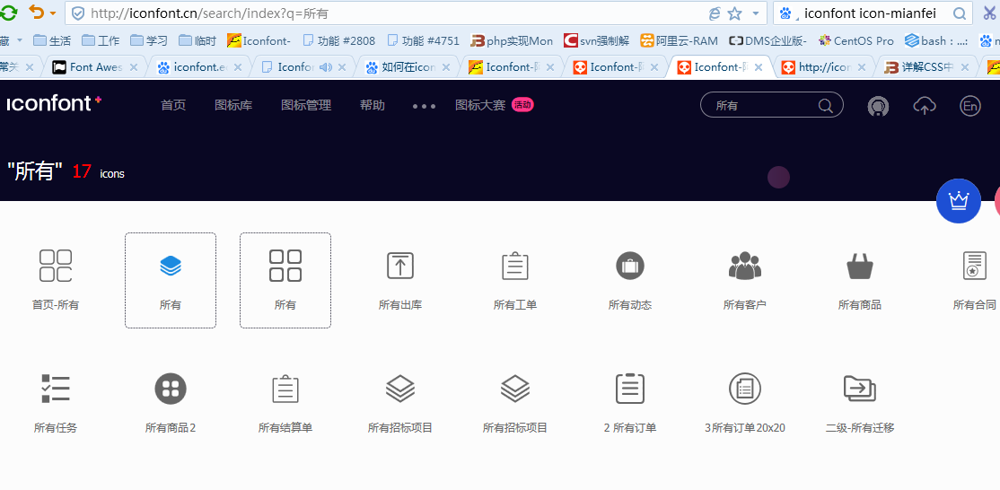 http://iconfont.cn/search/index?q=所有
iconfont icon-mianfei
藏 生活 工作 学习 临时 Iconfont- 功能 #2808 功能 #4751 php实现Mon svn强制解 阿里云-RAM DMS企业版- CentOS Pro bash : ...:
常关 Font Awes iconfont.e Iconfo 如何在icon Iconfont-阿 Iconfont-阿 Iconfont-阿 http://icor 详解CSS中
iconfont+ 首页 图标库 图标管理 帮助 ••• 图标大赛 活动 所有 En
"所有" 17 icons
首页-所有 所有 所有 所有出库 所有工单 所有动态 所有客户 所有商品 所有合同
所有任务 所有商品2 所有结算单 所有招标项目 所有招标项目 2 所有订单 3所有订单20x20 二级-所有迁移